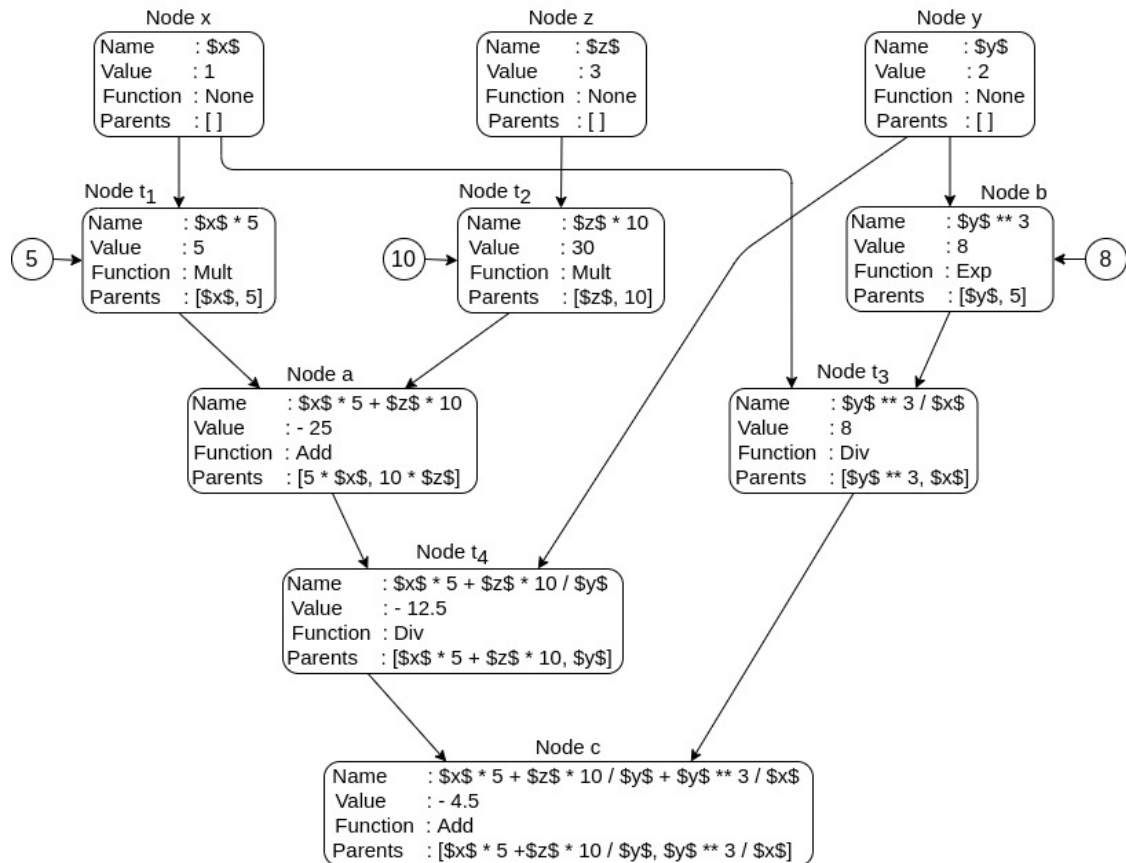 Node x
Name : $x$
Value : 1
Function : None
Parents : [ ]
Node z
Name : $z$
Value : 3
Function : None
Parents : [ ]
Node y
Name : $y$
Value : 2
Function : None
Parents : [ ]
5
Node t1
Name : $x$ * 5
Value : 5
Function : Mult
Parents : [$x$, 5]
10
Node t2
Name : $z$ * 10
Value : 30
Function : Mult
Parents : [$z$, 10]
Node b
Name : $y$ ** 3
Value : 8
Function : Exp
Parents : [$y$, 5]
8
Node a
Name : $x$ * 5 + $z$ * 10
Value : - 25
Function : Add
Parents : [5 * $x$, 10 * $z$]
Node t3
Name : $y$ ** 3 / $x$
Value : 8
Function : Div
Parents : [$y$ ** 3, $x$]
Node t4
Name : $x$ * 5 + $z$ * 10 / $y$
Value : - 12.5
Function : Div
Parents : [$x$ * 5 + $z$ * 10, $y$]
Node c
Name : $x$ * 5 + $z$ * 10 / $y$ + $y$ ** 3 / $x$
Value : - 4.5
Function : Add
Parents : [$x$ * 5 +$z$ * 10 / $y$, $y$ ** 3 / $x$]